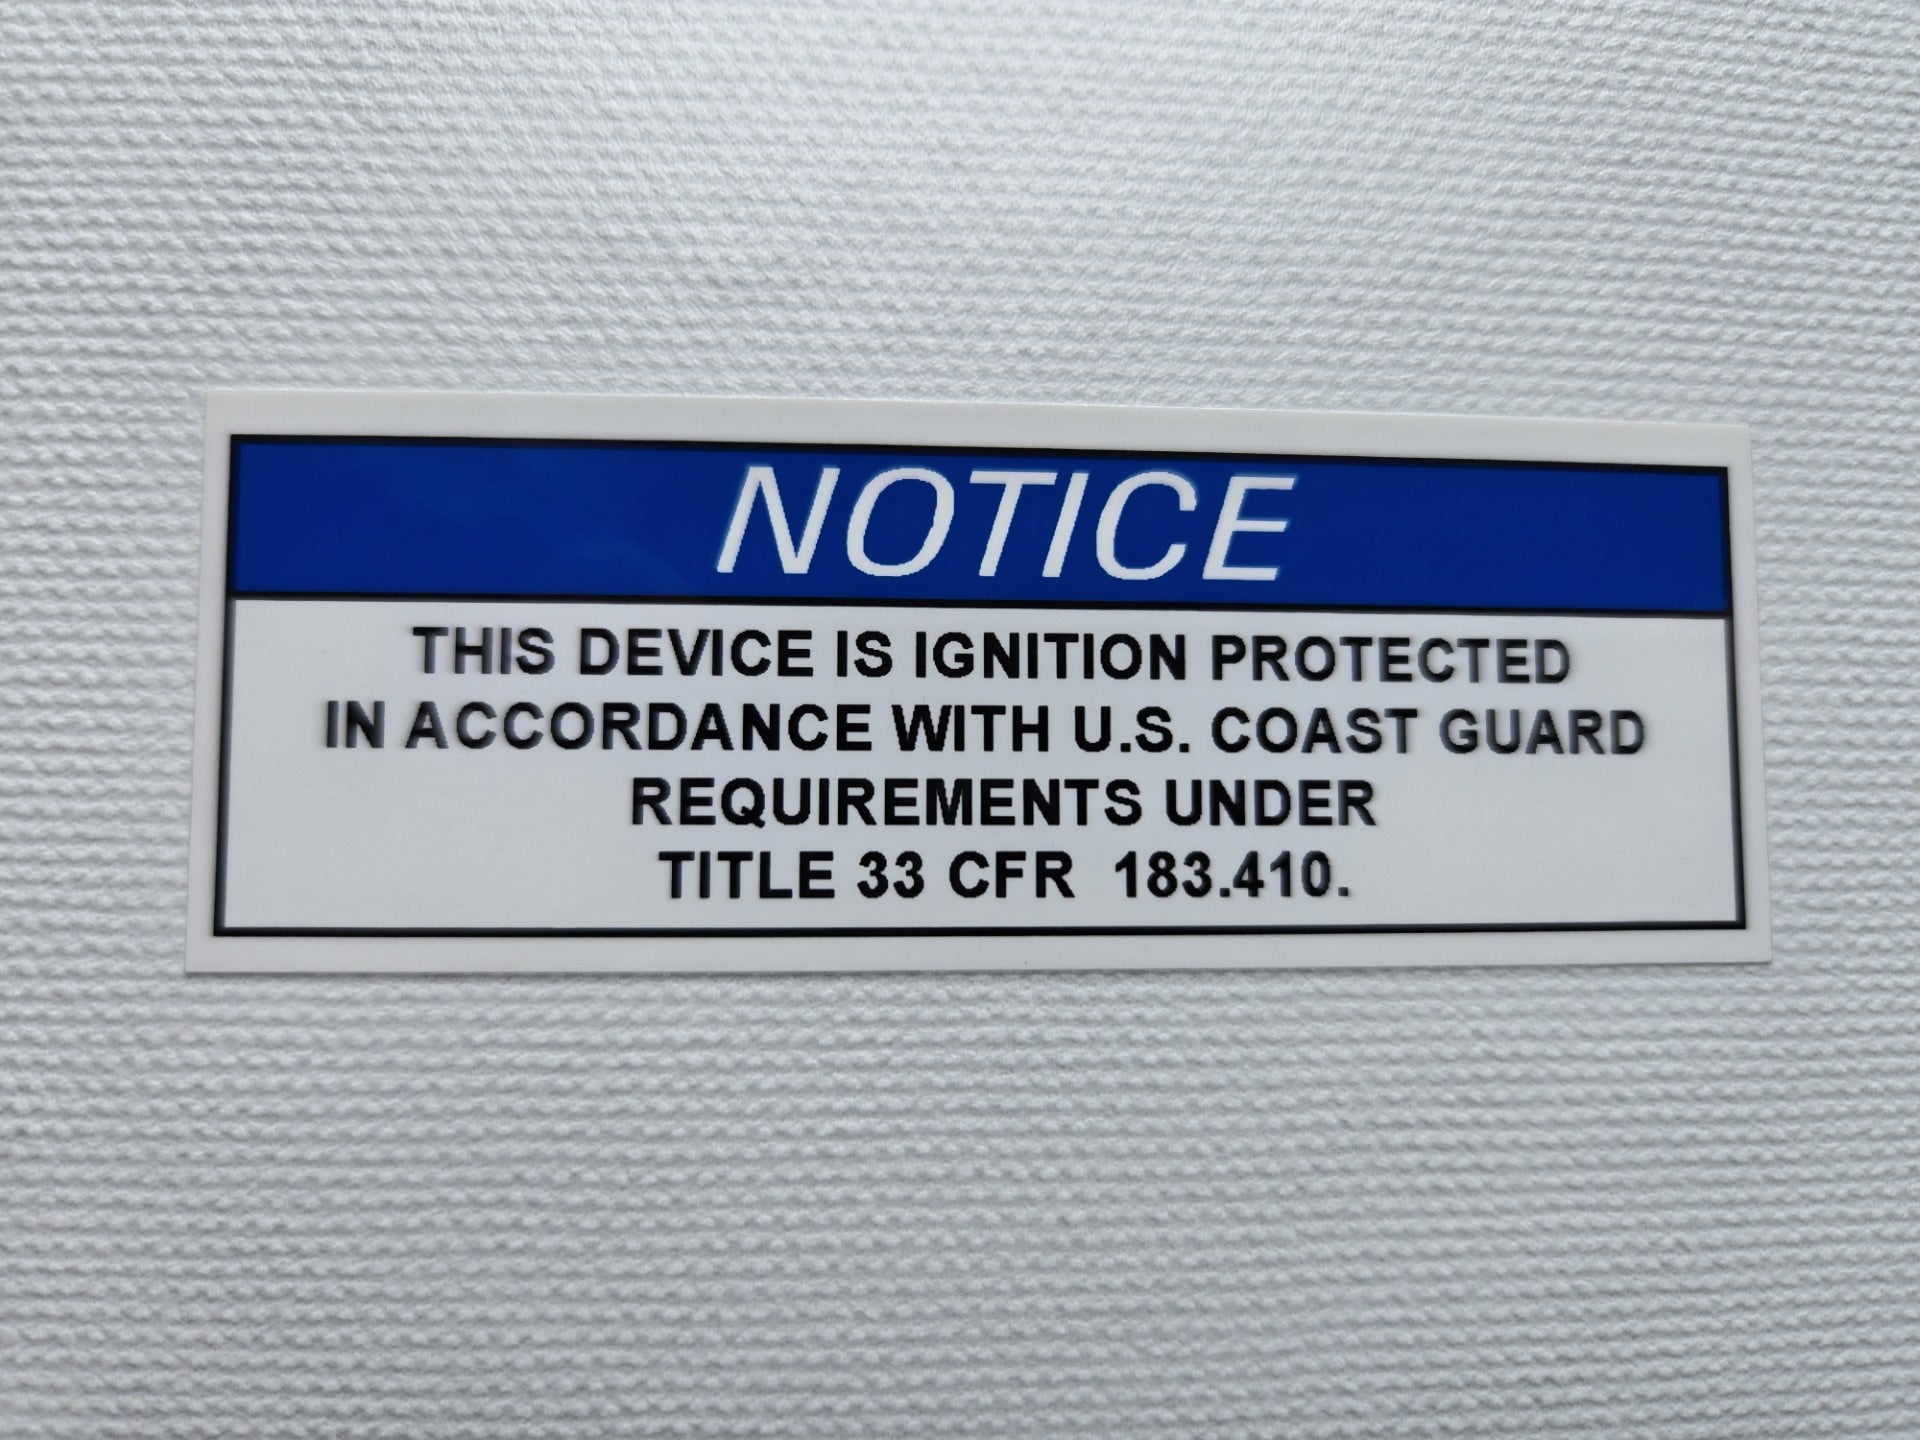 NOTICE
THIS DEVICE IS IGNITION PROTECTED
IN ACCORDANCE WITH U.S. COAST GUARD
REQUIREMENTS UNDER
TITLE 33 CFR  183.410.